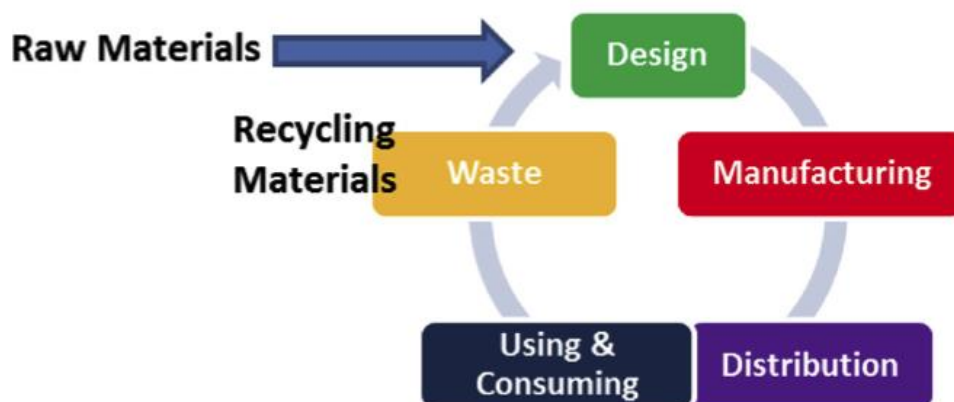 Raw Materials
Design
Recycling
Materials
Waste
Manufacturing
Using &
Consuming
Distribution